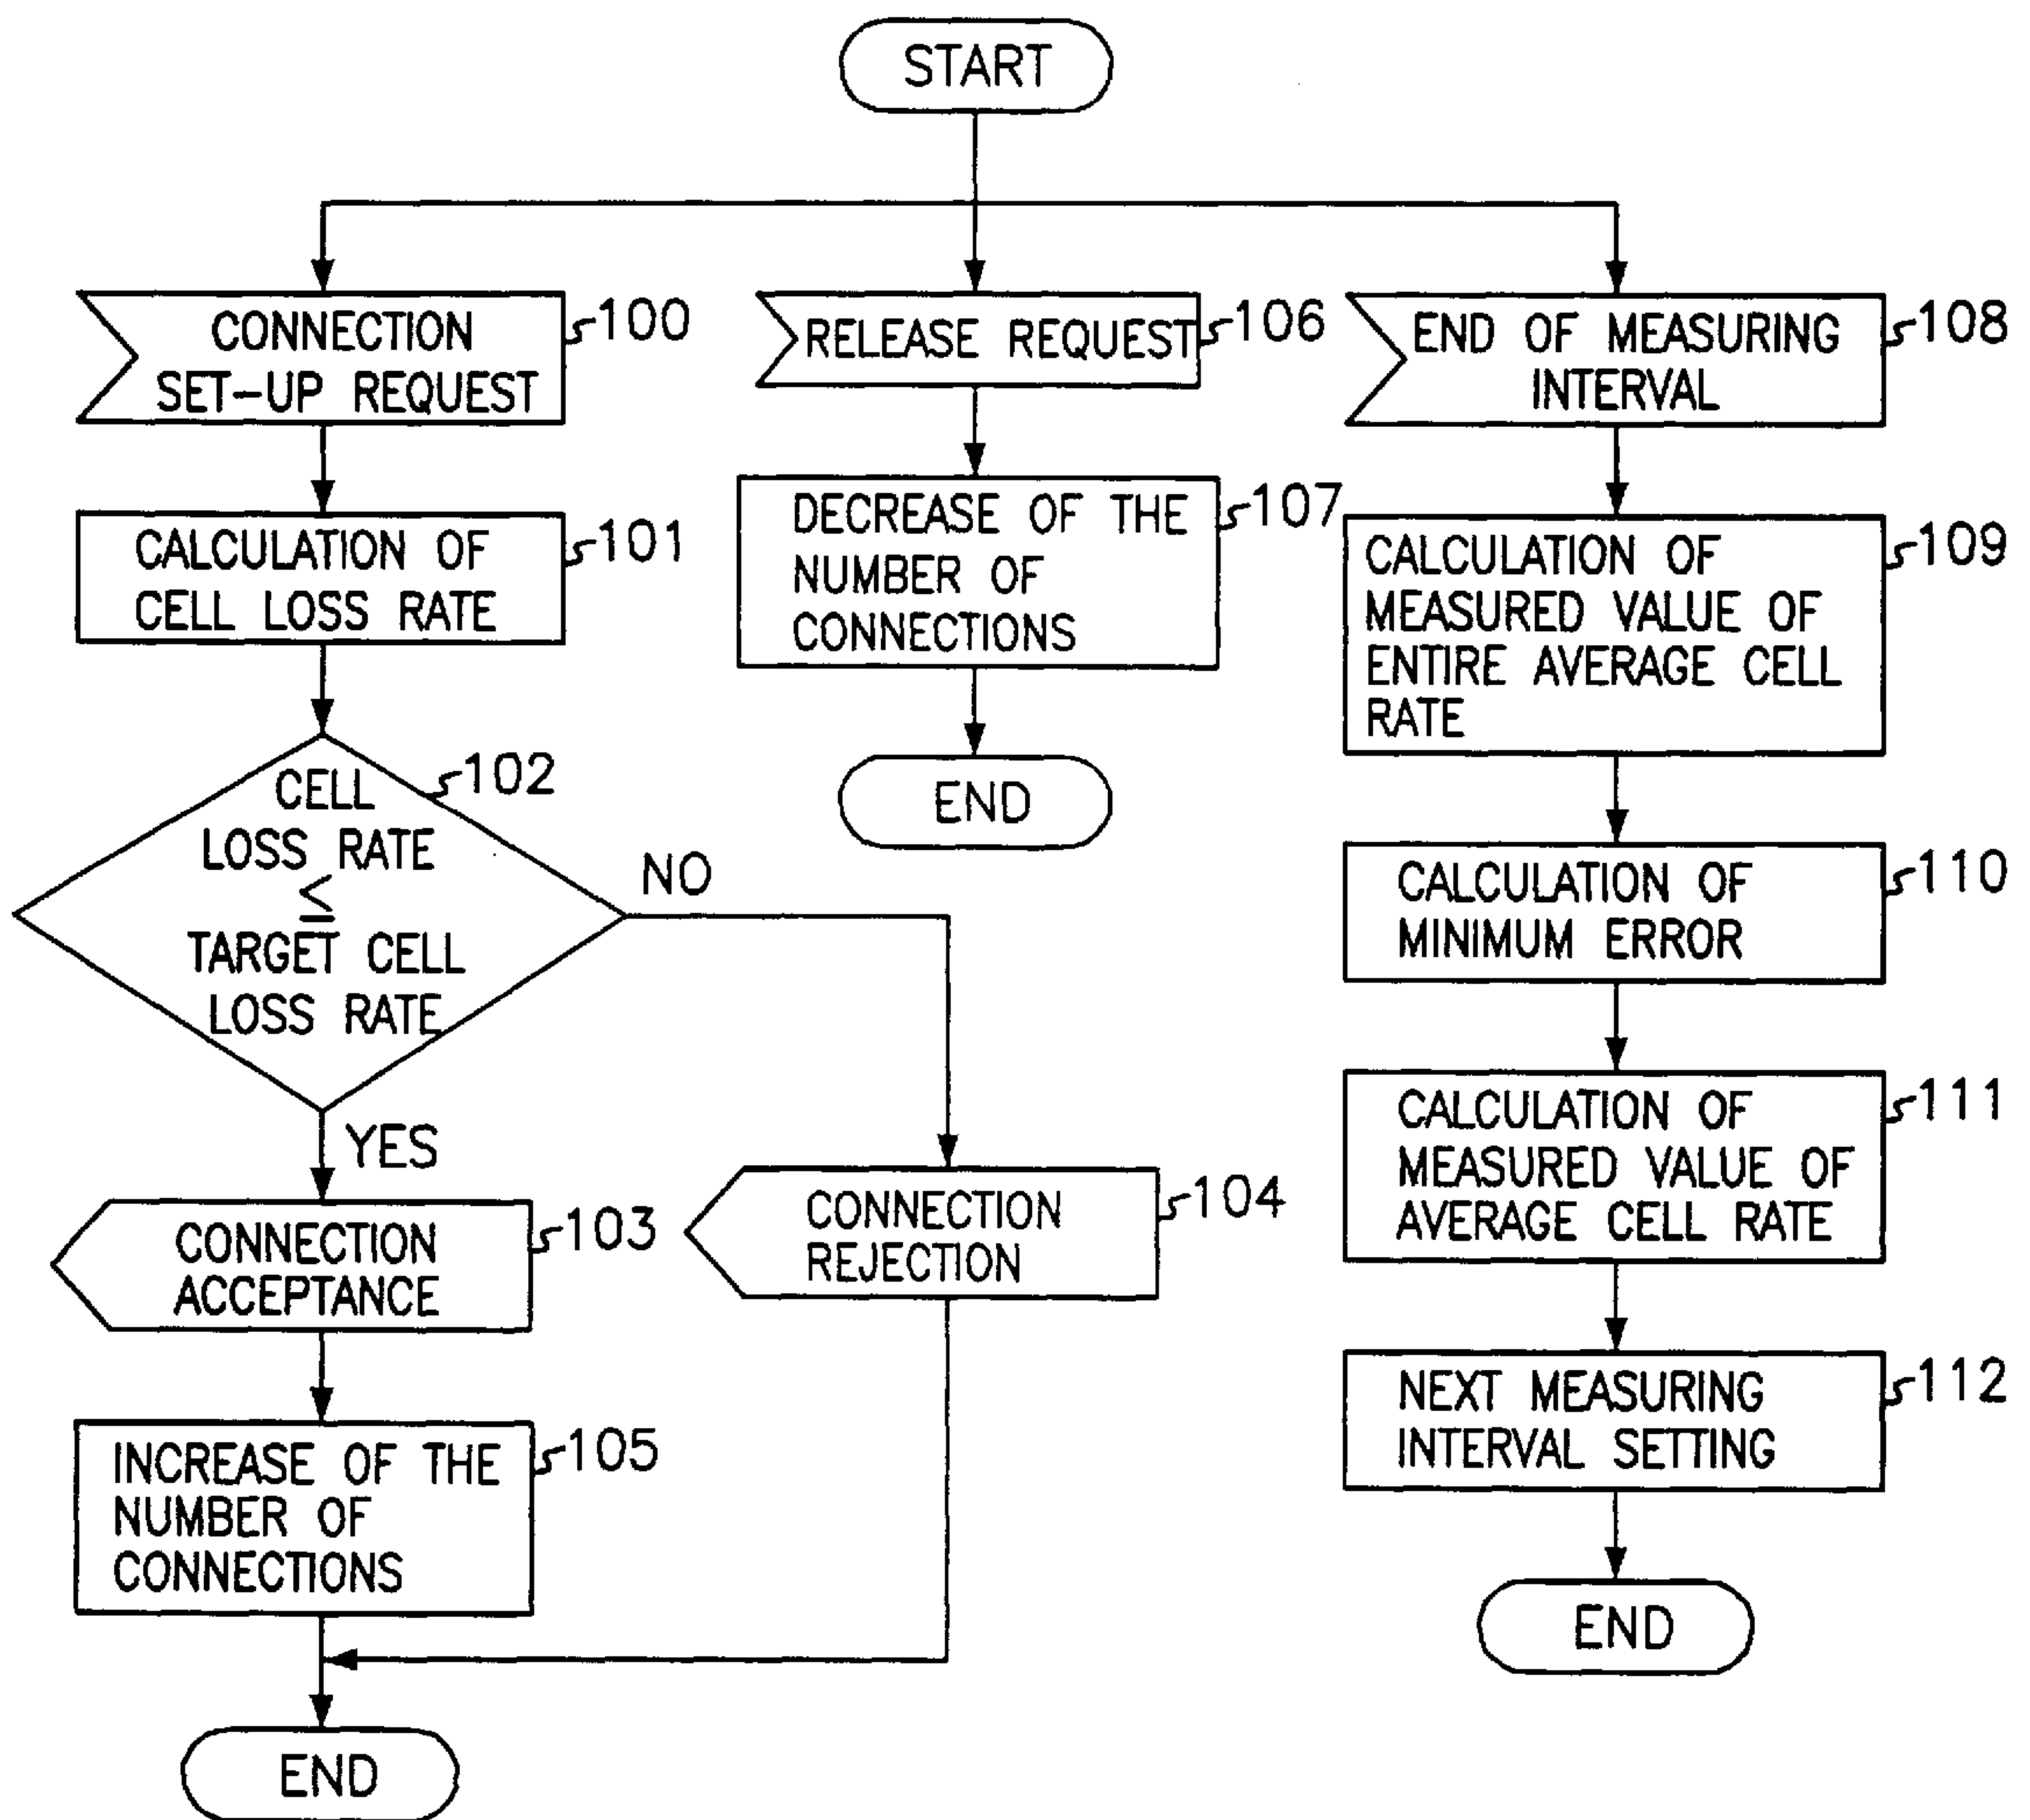 START
CONNECTION
SET-UP REQUEST
100
CALCULATION OF
CELL LOSS RATE
101
CELL
LOSS RATE
≤
TARGET CELL
LOSS RATE
102
NO
YES
CONNECTION
ACCEPTANCE
103
CONNECTION
REJECTION
104
INCREASE OF THE
NUMBER OF
CONNECTIONS
105
END
RELEASE REQUEST
106
DECREASE OF THE
NUMBER OF
CONNECTIONS
107
END
END OF MEASURING
INTERVAL
108
CALCULATION OF
MEASURED VALUE OF
ENTIRE AVERAGE CELL
RATE
109
CALCULATION OF
MINIMUM ERROR
110
CALCULATION OF
MEASURED VALUE OF
AVERAGE CELL RATE
111
NEXT MEASURING
INTERVAL SETTING
112
END